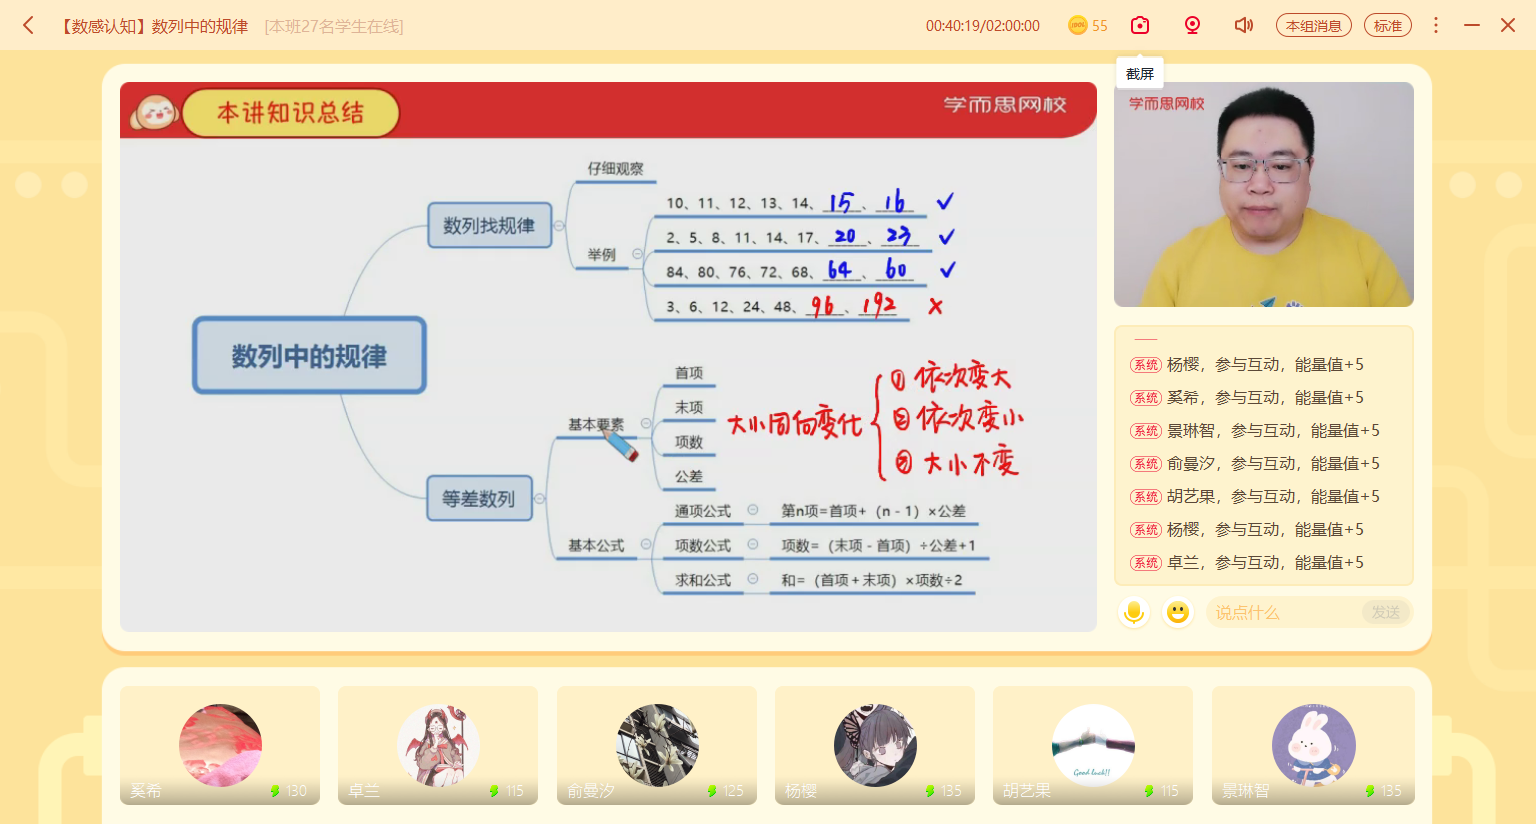 【数感认知】数列中的规律 [本班27名学生在线]
00:40:19/02:00:00
55
本组消息
标准
截屏
本讲知识总结
学而思网校
学而思网校
仔细观察
数列找规律
举例
10、11、12、13、14、15、16 ✓
2、5、8、11、14、17、20、23 ✓
84、80、76、72、68、64、60 ✓
3、6、12、24、48、96、192 ×
数列中的规律
首项
末项
基本要素
项数
公差
大小同向变化
① 依次变大
② 依次变小
③ 大小不变
等差数列
通项公式
第n项=首项+（n-1）×公差
基本公式
项数公式
项数=（末项-首项）÷公差+1
求和公式
和=（首项+末项）×项数÷2
系统 杨樱，参与互动，能量值+5
系统 奚希，参与互动，能量值+5
系统 景琳智，参与互动，能量值+5
系统 俞曼汐，参与互动，能量值+5
系统 胡艺果，参与互动，能量值+5
系统 杨樱，参与互动，能量值+5
系统 卓兰，参与互动，能量值+5
说点什么
发送
奚希 130
卓兰 115
俞曼汐 125
杨樱 135
Good luck!!
胡艺果 115
景琳智 135